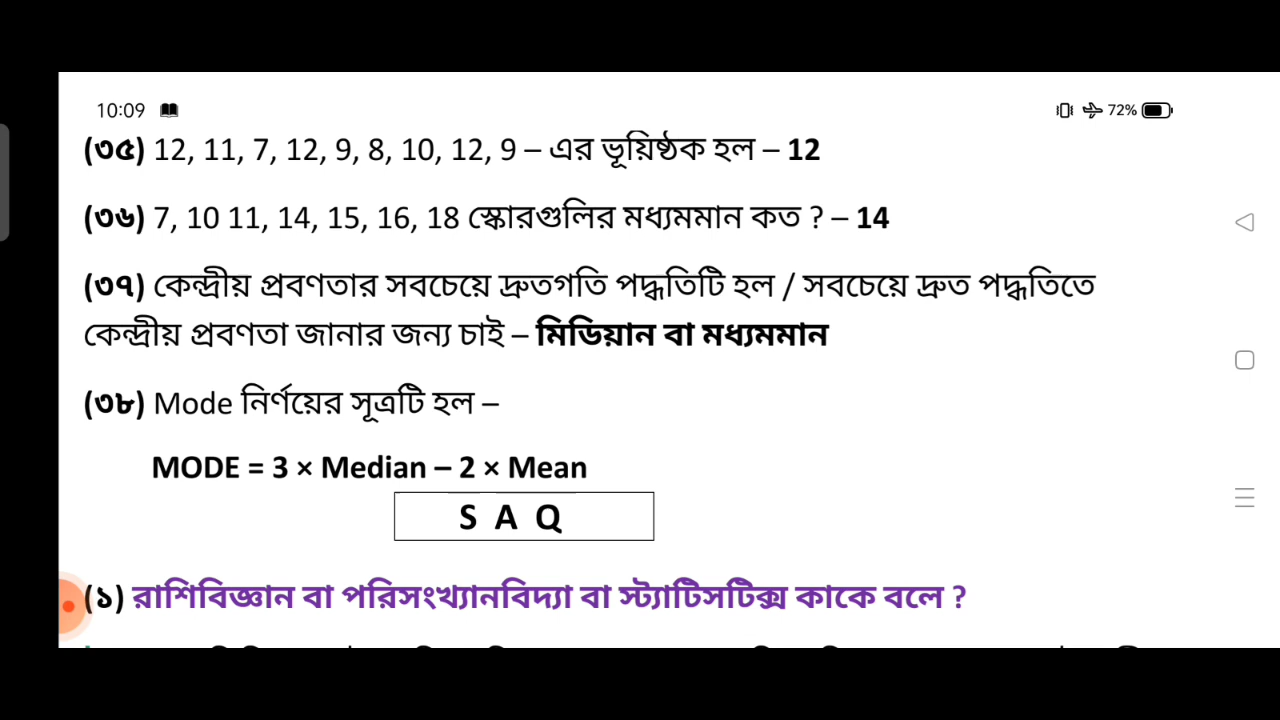 10:09
72%
(৩৫) 12, 11, 7, 12, 9, 8, 10, 12, 9 – এর ভূয়িষ্ঠক হল – 12
(৩৬) 7, 10 11, 14, 15, 16, 18 স্কোরগুলির মধ্যমমান কত ? – 14
(৩৭) কেন্দ্রীয় প্রবণতার সবচেয়ে দ্রুতগতি পদ্ধতিটি হল / সবচেয়ে দ্রুত পদ্ধতিতে
কেন্দ্রীয় প্রবণতা জানার জন্য চাই – মিডিয়ান বা মধ্যমমান
(৩৮) Mode নির্ণয়ের সূত্রটি হল –
MODE = 3 × Median – 2 × Mean
S A Q
(১) রাশিবিজ্ঞান বা পরিসংখ্যানবিদ্যা বা স্ট্যাটিসটিক্স কাকে বলে ?